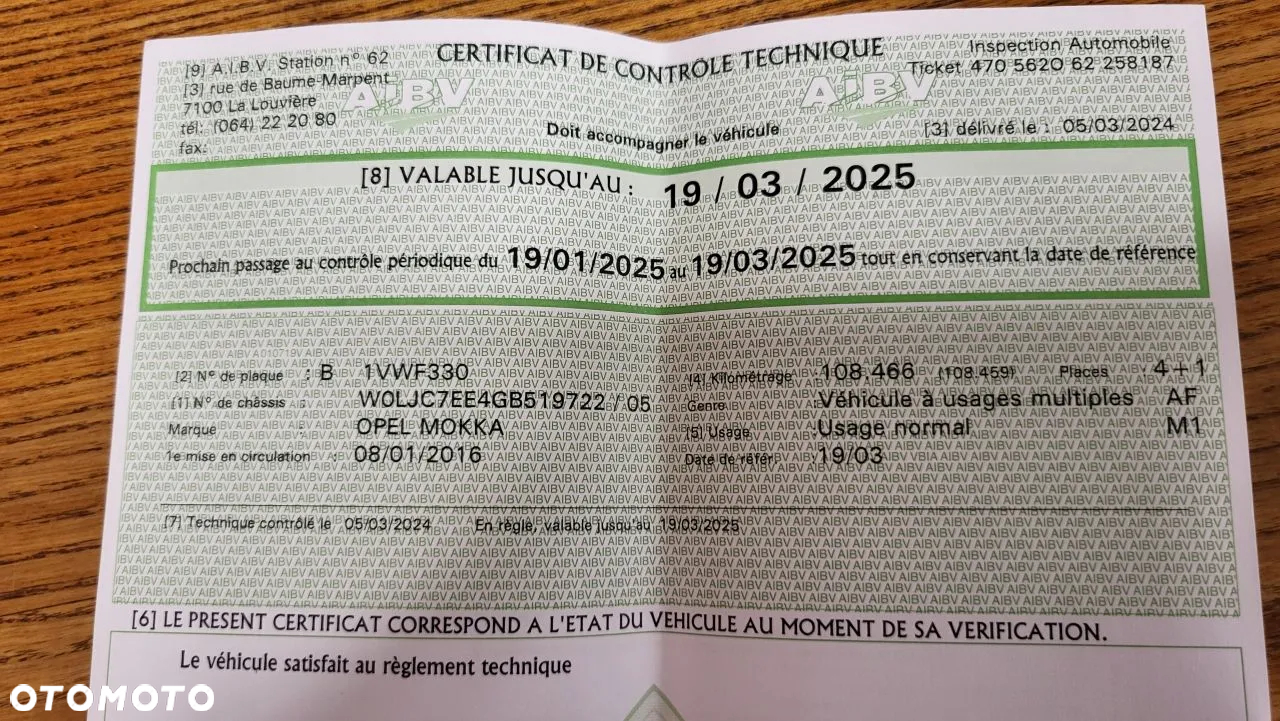 CERTIFICAT DE CONTRÔLE TECHNIQUE
[9] A.I.B.V. Station n° 62
[3] rue de Baume-Marpent
7100 La Louvière
tél: (064) 22 20 80
fax:
AIBV
AIBV
Inspection Automobile
Ticket 470 5620 62 258187
Doit accompagner le véhicule
[3] délivré le : 05/03/2024
[8] VALABLE JUSQU'AU : 19 / 03 / 2025
Prochain passage au contrôle périodique du 19/01/2025 au 19/03/2025 tout en conservant la date de référence
A010719
[2] N° de plaque : B 1VWF330
[4] Kilométrage 108.466 (108.459) Places 4+1
[1] N° de châssis : W0LJC7EE4GB519722 / 05
Genre Véhicule à usages multiples AF
Marque : OPEL MOKKA
[5] Usage Usage normal M1
1e mise en circulation : 08/01/2016
Date de référ. 19/03
[7] Technique contrôlé le 05/03/2024 En règle, valable jusqu'au 19/03/2025
[6] LE PRESENT CERTIFICAT CORRESPOND A L'ETAT DU VEHICULE AU MOMENT DE SA VERIFICATION.
Le véhicule satisfait au règlement technique
OTOMOTO